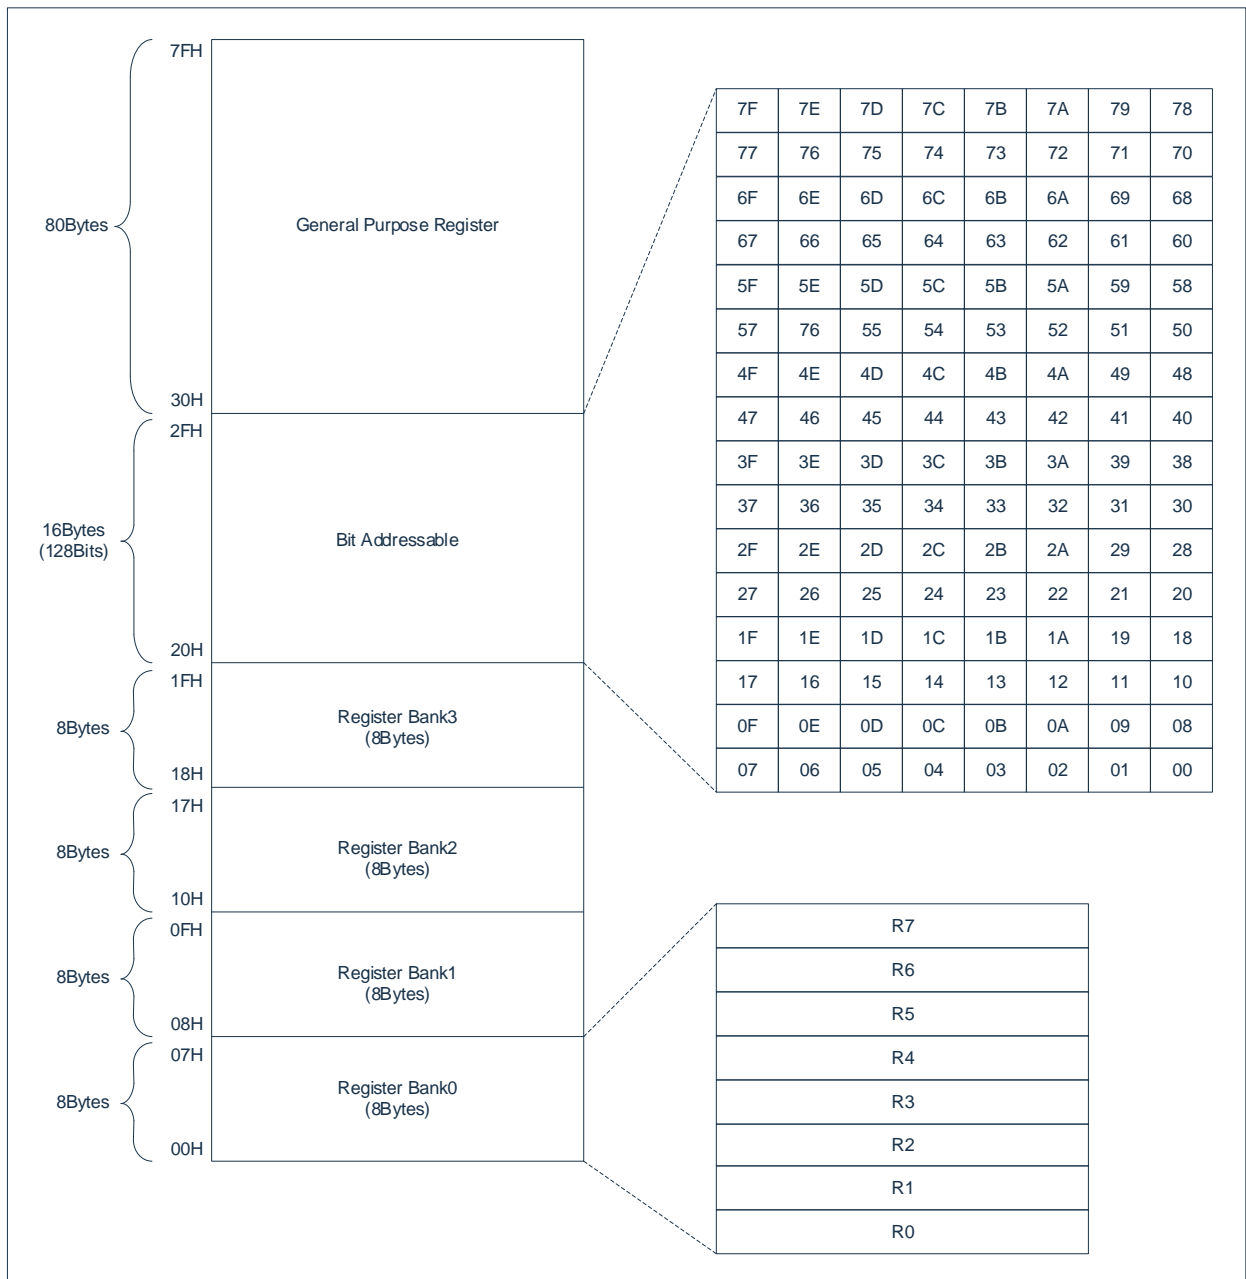 7FH
80Bytes
General Purpose Register
30H
2FH
16Bytes
(128Bits)
Bit Addressable
20H
1FH
8Bytes
Register Bank3
(8Bytes)
18H
17H
8Bytes
Register Bank2
(8Bytes)
10H
0FH
8Bytes
Register Bank1
(8Bytes)
08H
07H
8Bytes
Register Bank0
(8Bytes)
00H
7F 7E 7D 7C 7B 7A 79 78
77 76 75 74 73 72 71 70
6F 6E 6D 6C 6B 6A 69 68
67 66 65 64 63 62 61 60
5F 5E 5D 5C 5B 5A 59 58
57 76 55 54 53 52 51 50
4F 4E 4D 4C 4B 4A 49 48
47 46 45 44 43 42 41 40
3F 3E 3D 3C 3B 3A 39 38
37 36 35 34 33 32 31 30
2F 2E 2D 2C 2B 2A 29 28
27 26 25 24 23 22 21 20
1F 1E 1D 1C 1B 1A 19 18
17 16 15 14 13 12 11 10
0F 0E 0D 0C 0B 0A 09 08
07 06 05 04 03 02 01 00
R7
R6
R5
R4
R3
R2
R1
R0